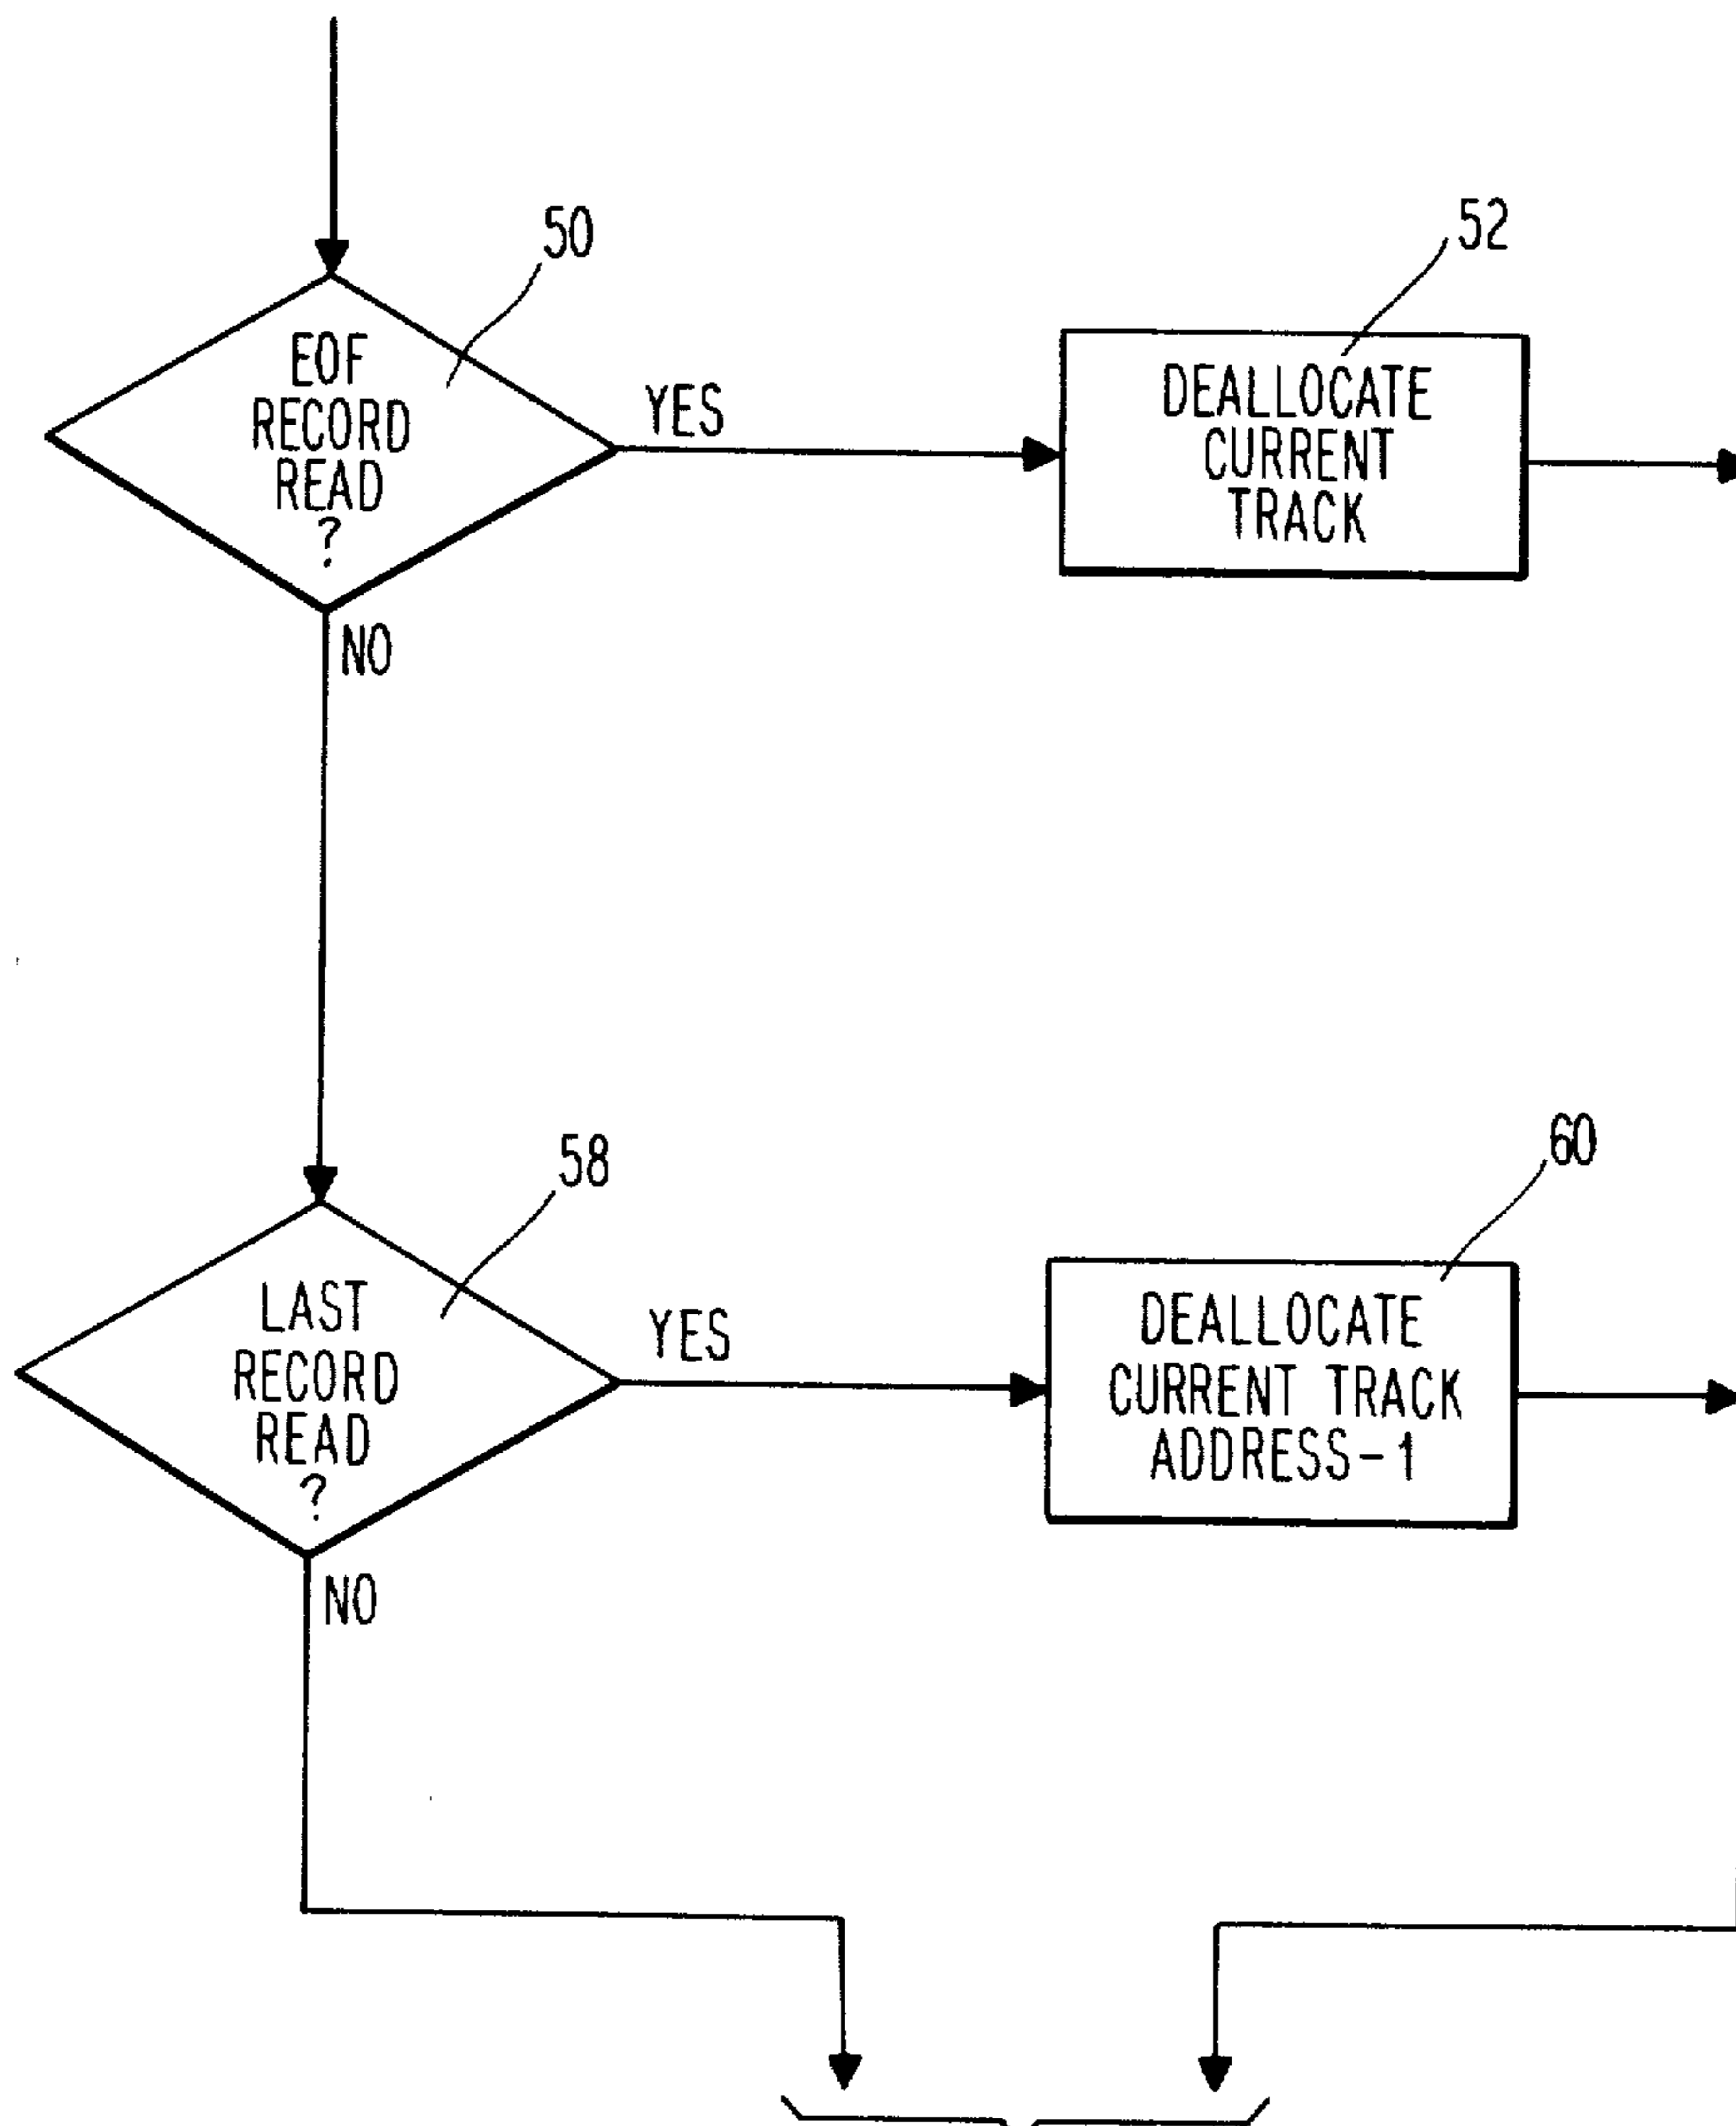 50
EOF
RECORD
READ
?
YES
NO
52
DEALLOCATE
CURRENT
TRACK
58
LAST
RECORD
READ
?
YES
NO
60
DEALLOCATE
CURRENT TRACK
ADDRESS-1